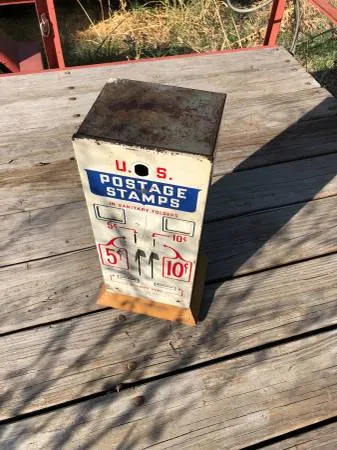 U.S.
POSTAGE
STAMPS
IN SANITARY FOLDERS
5¢ 10¢
5¢ 10¢